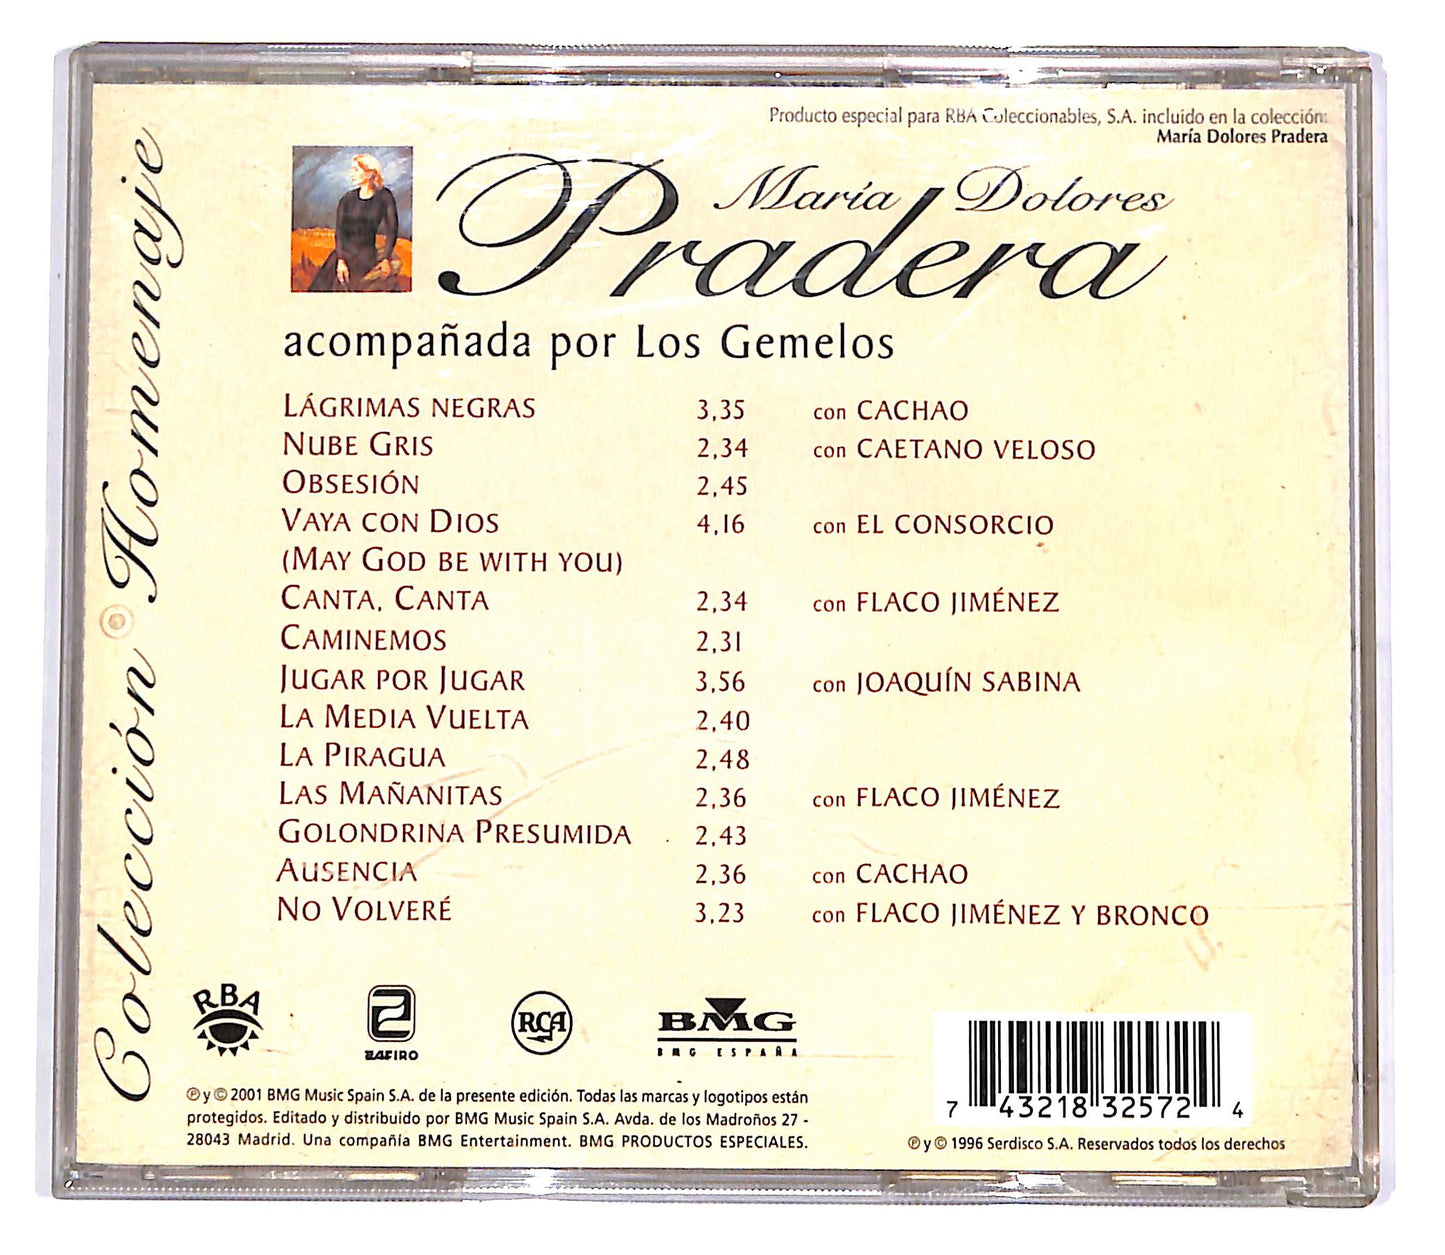 Producto especial para RBA Coleccionables, S.A. incluido en la colección:
María Dolores Pradera
Colección Homenaje
María Dolores
Pradera
acompañada por Los Gemelos
LÁGRIMAS NEGRAS 3,35 con CACHAO
NUBE GRIS 2,34 con CAETANO VELOSO
OBSESIÓN 2,45
VAYA CON DIOS 4,16 con EL CONSORCIO
(MAY GOD BE WITH YOU)
CANTA, CANTA 2,34 con FLACO JIMÉNEZ
CAMINEMOS 2,31
JUGAR POR JUGAR 3,56 con JOAQUÍN SABINA
LA MEDIA VUELTA 2,40
LA PIRAGUA 2,48
LAS MAÑANITAS 2,36 con FLACO JIMÉNEZ
GOLONDRINA PRESUMIDA 2,43
AUSENCIA 2,36 con CACHAO
NO VOLVERÉ 3,23 con FLACO JIMÉNEZ Y BRONCO
RBA
ZAFIRO
RCA
BMG
BMG ESPAÑA
℗ y © 2001 BMG Music Spain S.A. de la presente edición. Todas las marcas y logotipos están
protegidos. Editado y distribuido por BMG Music Spain S.A. Avda. de los Madroños 27 -
28043 Madrid. Una compañía BMG Entertainment. BMG PRODUCTOS ESPECIALES.
7 43218 32572 4
℗ y © 1996 Serdisco S.A. Reservados todos los derechos